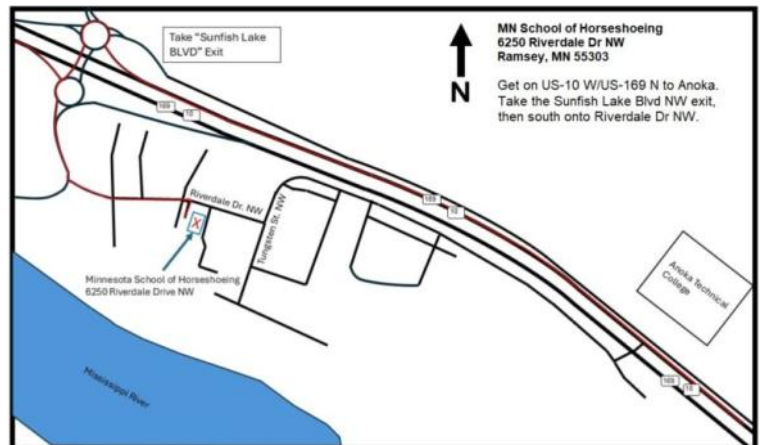 Take "Sunfish Lake
BLVD" Exit
MN School of Horseshoeing
6250 Riverdale Dr NW
Ramsey, MN 55303
N
Get on US-10 W/US-169 N to Anoka.
Take the Sunfish Lake Blvd NW exit,
then south onto Riverdale Dr NW.
169
10
Riverdale Dr. NW
X
Tungsten St. NW
169
10
Minnesota School of Horseshoeing
6250 Riverdale Drive NW
Anoka Technical
College
Mississippi River
169
10